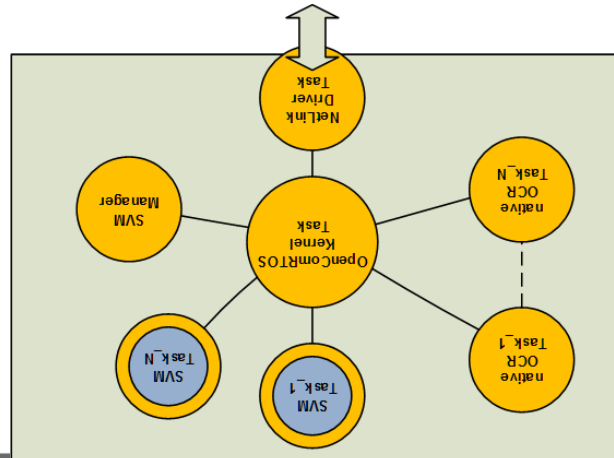 SVM
Task_N
SVM
Task_1
native
OCR
Task_1
OpenComRTOS
Kernel
Task
SVM
Manager
native
OCR
Task_N
NetLink
Driver
Task